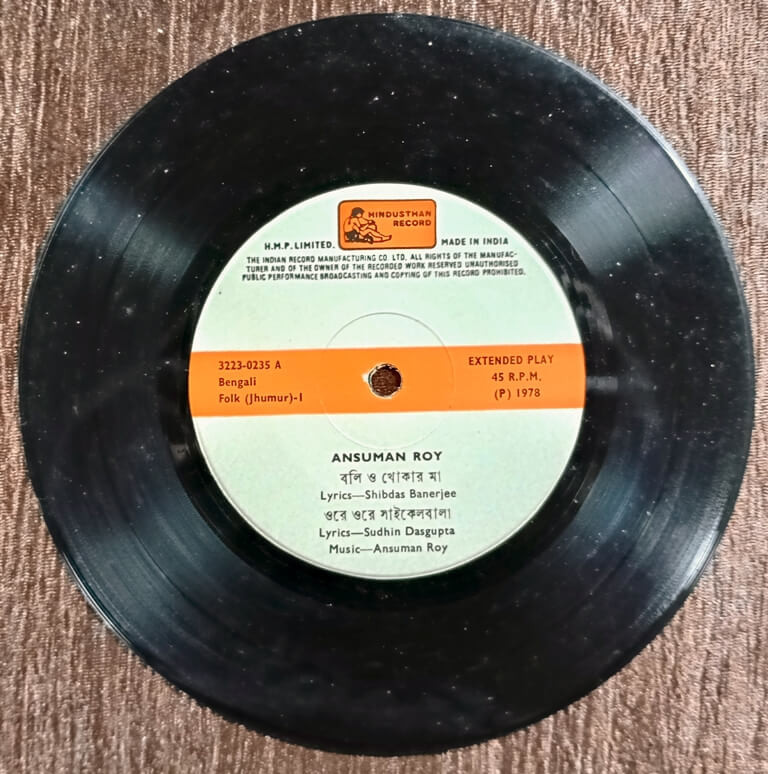 HINDUSTHAN
RECORD
H.M.P. LIMITED. MADE IN INDIA
THE INDIAN RECORD MANUFACTURING CO. LTD. ALL RIGHTS OF THE MANUFAC-
TURER AND OF THE OWNER OF THE RECORDED WORK RESERVED UNAUTHORISED
PUBLIC PERFORMANCE BROADCASTING AND COPYING OF THIS RECORD PROHIBITED.
3223-0235 A
Bengali
Folk (Jhumur)-1
EXTENDED PLAY
45 R.P.M.
(P) 1978
ANSUMAN ROY
বলি ও খোকার মা
Lyrics—Shibdas Banerjee
ওরে ওরে সাইকেলবালা
Lyrics—Sudhin Dasgupta
Music—Ansuman Roy